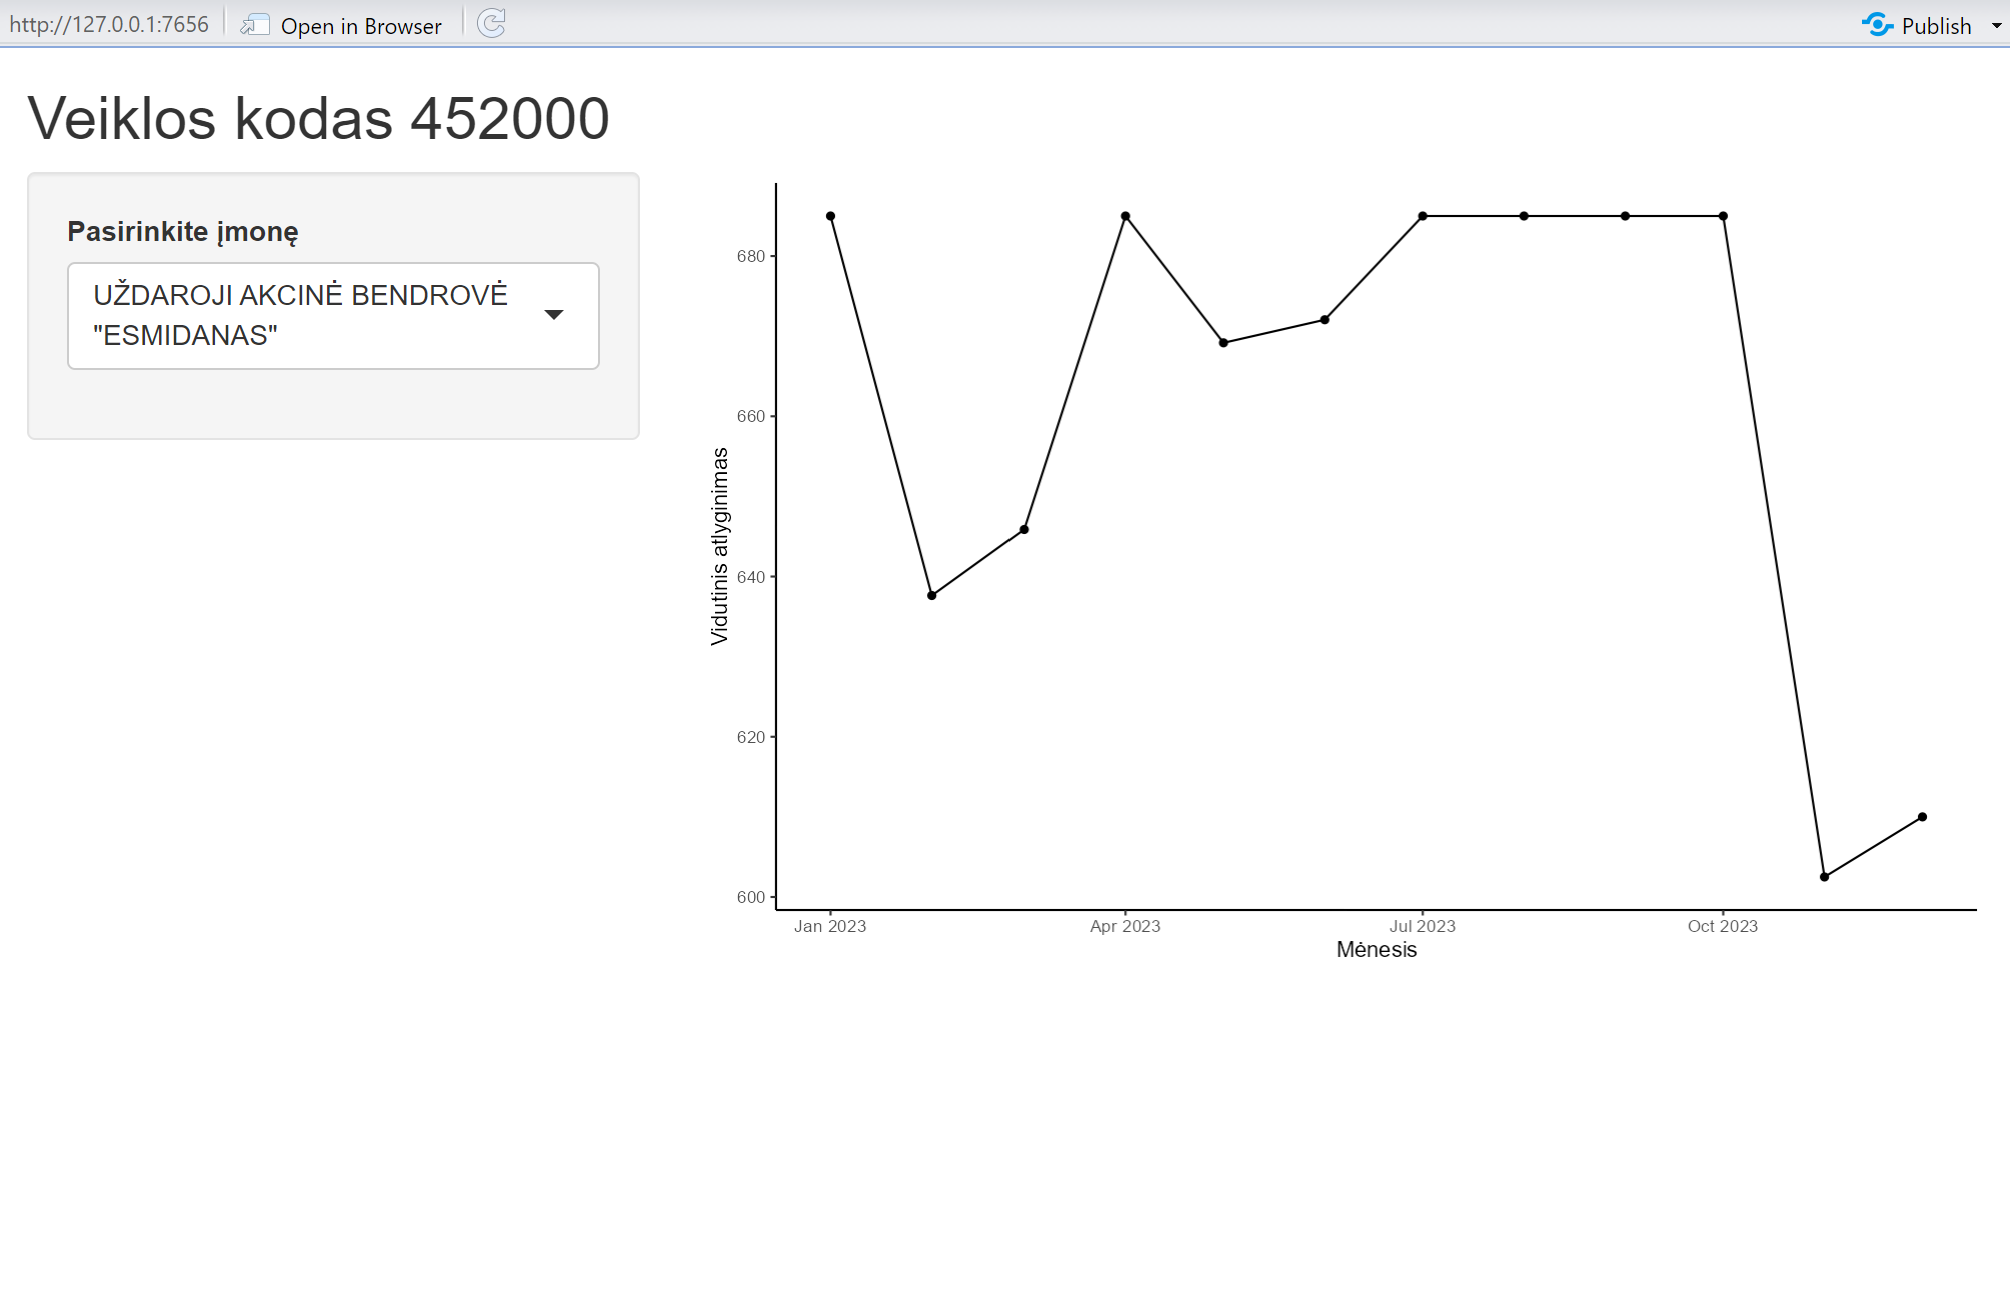 http://127.0.0.1:7656 Open in Browser Publish
Veiklos kodas 452000
Pasirinkite įmonę
UŽDAROJI AKCINĖ BENDROVĖ
"ESMIDANAS"
Vidutinis atlyginimas
680
660
640
620
600
Jan 2023 Apr 2023 Jul 2023 Oct 2023
Mėnesis